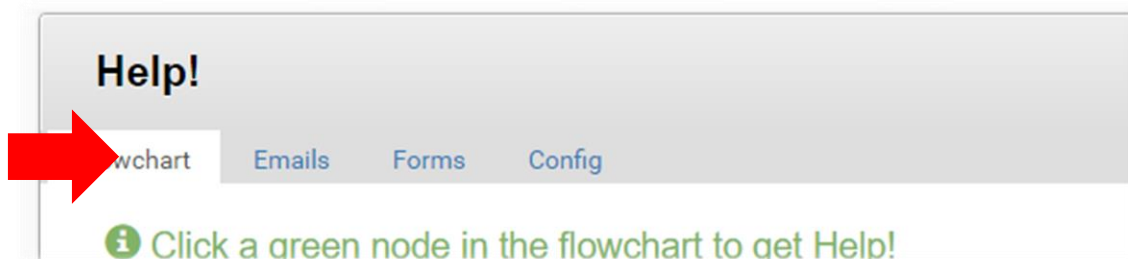 Help!
wchart Emails Forms Config
Click a green node in the flowchart to get Help!